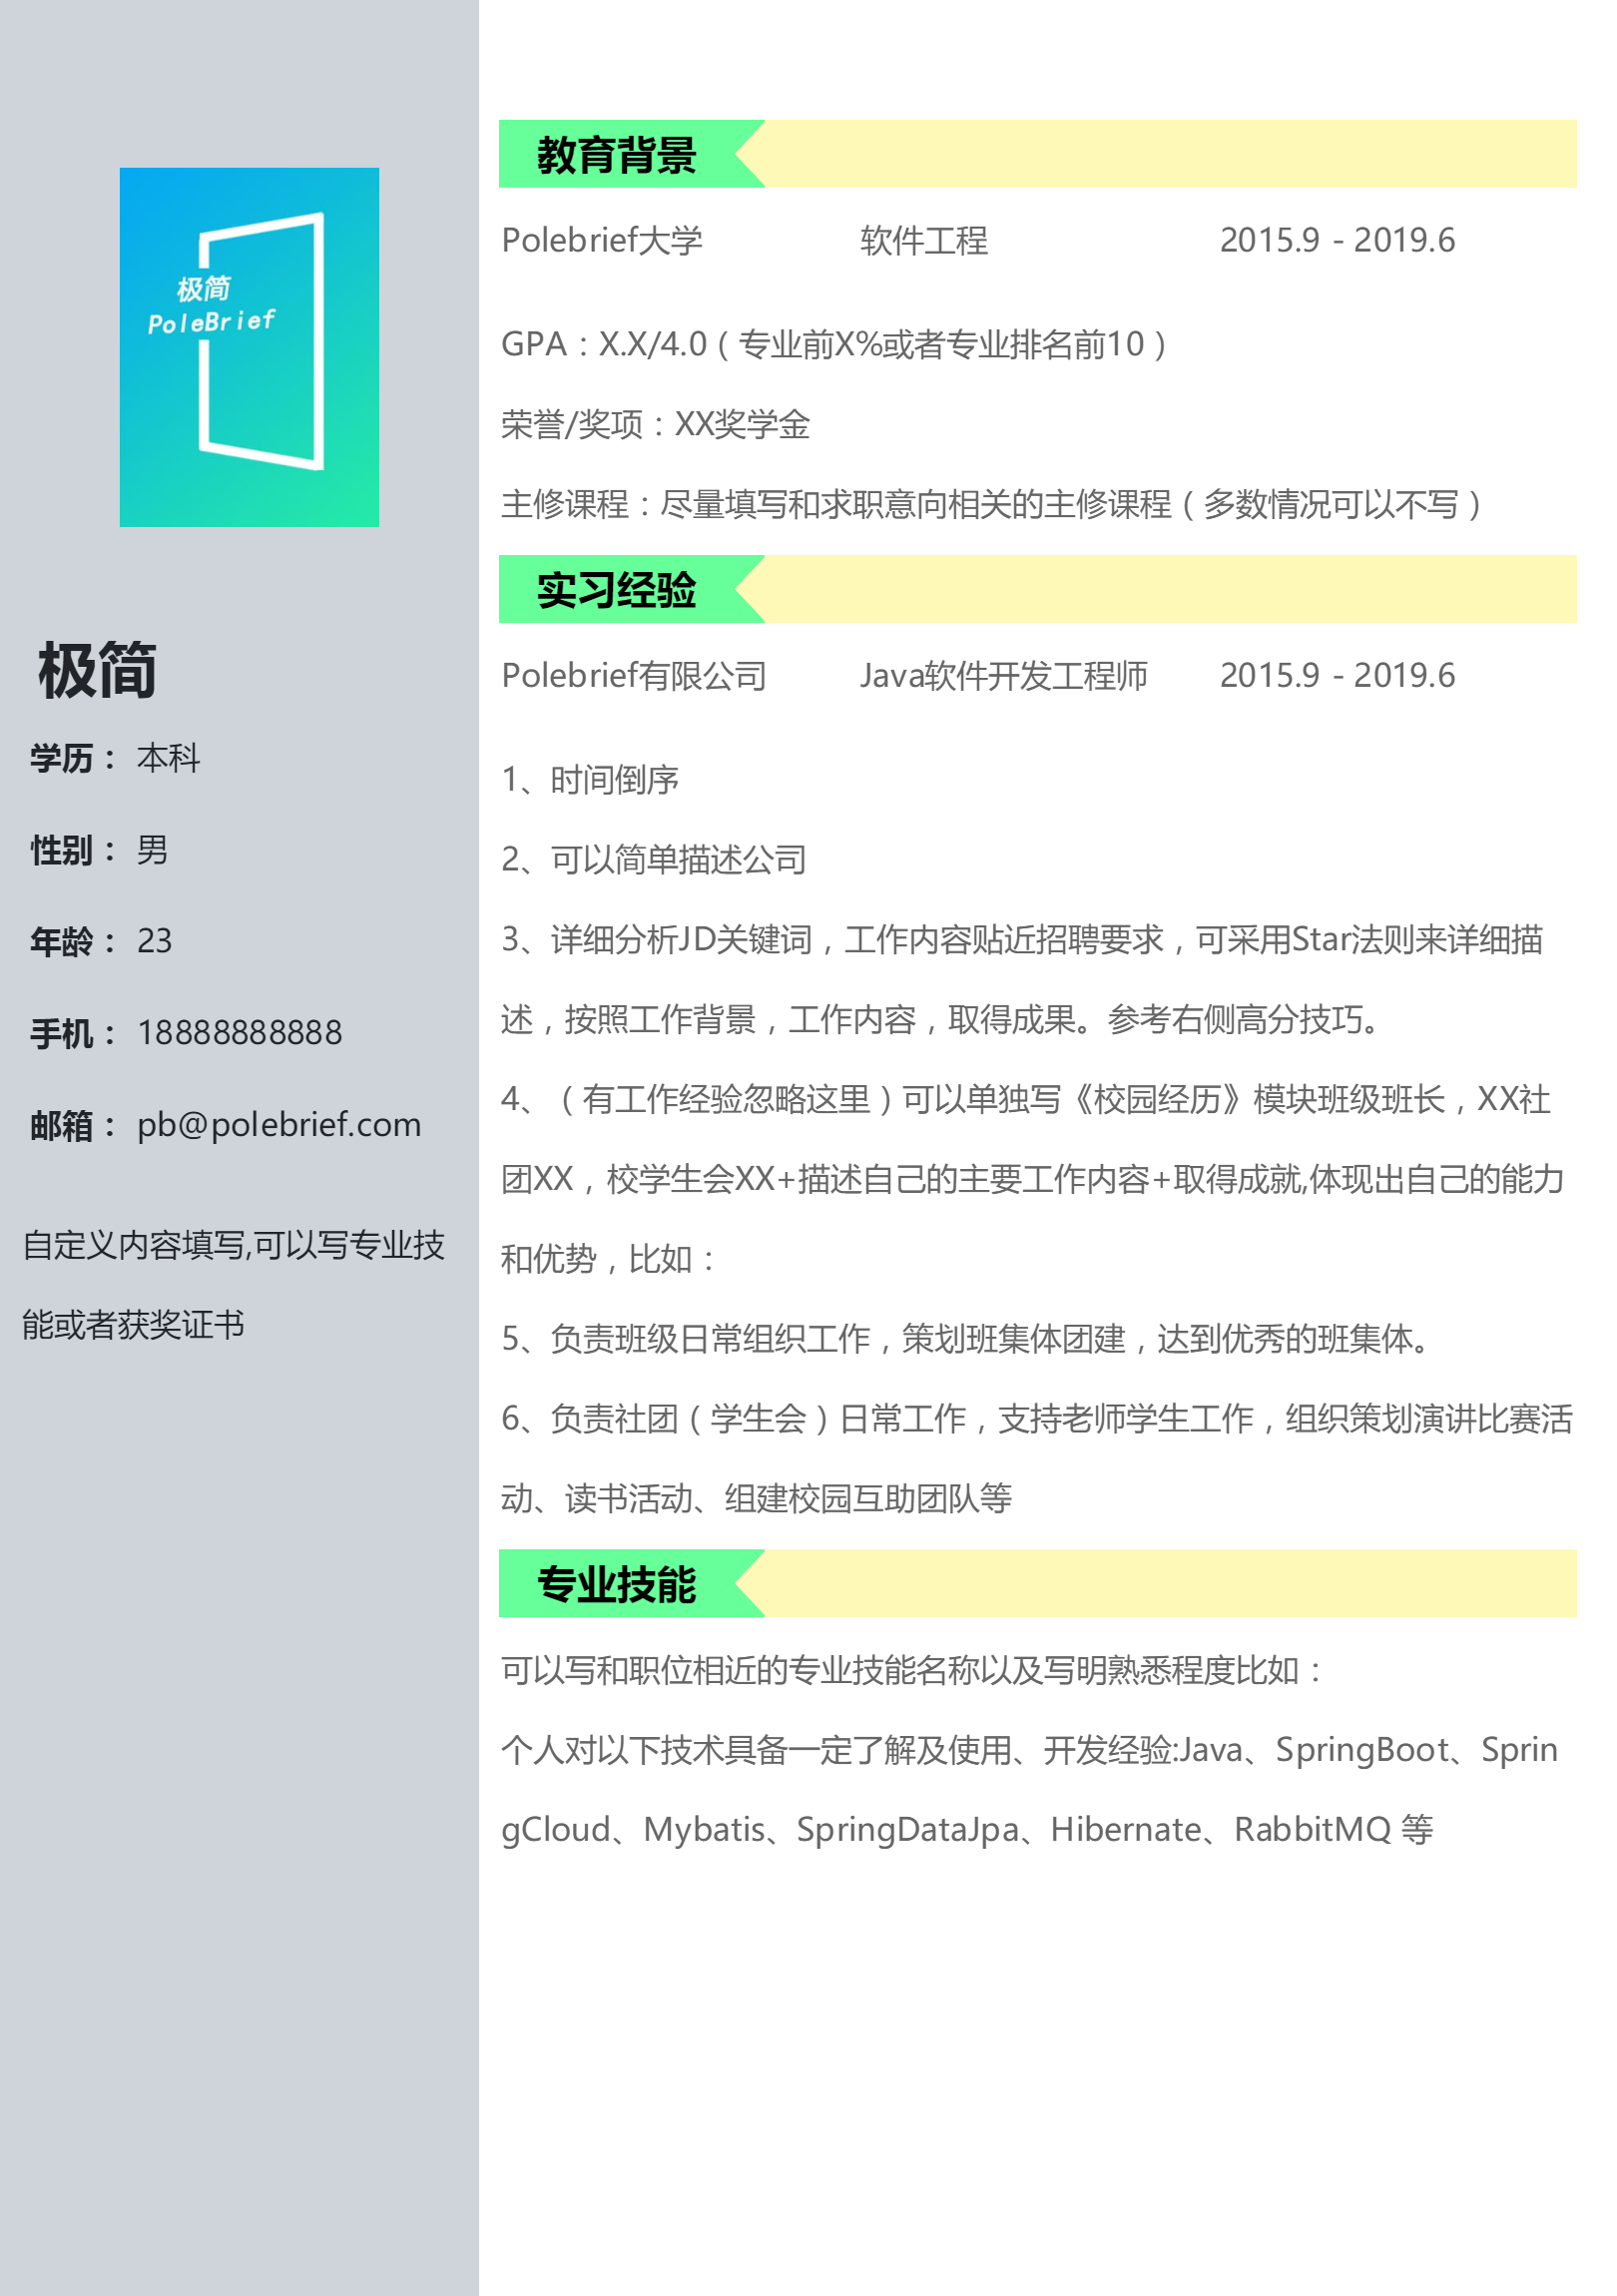 极简
PoleBrief
极简
学历： 本科
性别： 男
年龄： 23
手机： 18888888888
邮箱： pb@polebrief.com
自定义内容填写,可以写专业技
能或者获奖证书
教育背景
Polebrief大学 软件工程 2015.9 - 2019.6
GPA：X.X/4.0（专业前X%或者专业排名前10）
荣誉/奖项：XX奖学金
主修课程：尽量填写和求职意向相关的主修课程（多数情况可以不写）
实习经验
Polebrief有限公司 Java软件开发工程师 2015.9 - 2019.6
1、时间倒序
2、可以简单描述公司
3、详细分析JD关键词，工作内容贴近招聘要求，可采用Star法则来详细描
述，按照工作背景，工作内容，取得成果。参考右侧高分技巧。
4、（有工作经验忽略这里）可以单独写《校园经历》模块班级班长，XX社
团XX，校学生会XX+描述自己的主要工作内容+取得成就,体现出自己的能力
和优势，比如：
5、负责班级日常组织工作，策划班集体团建，达到优秀的班集体。
6、负责社团（学生会）日常工作，支持老师学生工作，组织策划演讲比赛活
动、读书活动、组建校园互助团队等
专业技能
可以写和职位相近的专业技能名称以及写明熟悉程度比如：
个人对以下技术具备一定了解及使用、开发经验:Java、SpringBoot、Sprin
gCloud、Mybatis、SpringDataJpa、Hibernate、RabbitMQ 等